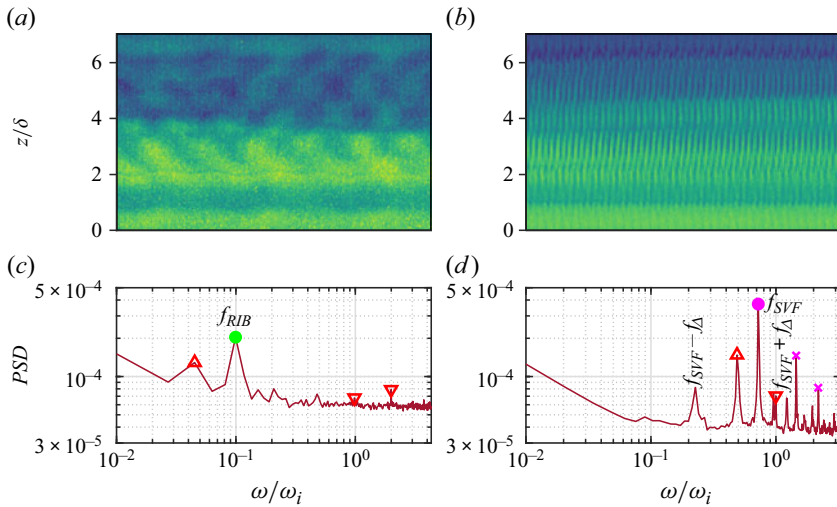 (a)
(b)
6
4
2
0
z/δ
6
4
2
0
(c)
(d)
5 × 10⁻⁴
10⁻⁴
3 × 10⁻⁵
PSD
f_RIB
10⁻²
10⁻¹
10⁰
ω/ω_i
5 × 10⁻⁴
10⁻⁴
3 × 10⁻⁵
f_SVF − f_Δ
f_SVF
f_SVF + f_Δ
10⁻²
10⁻¹
10⁰
ω/ω_i